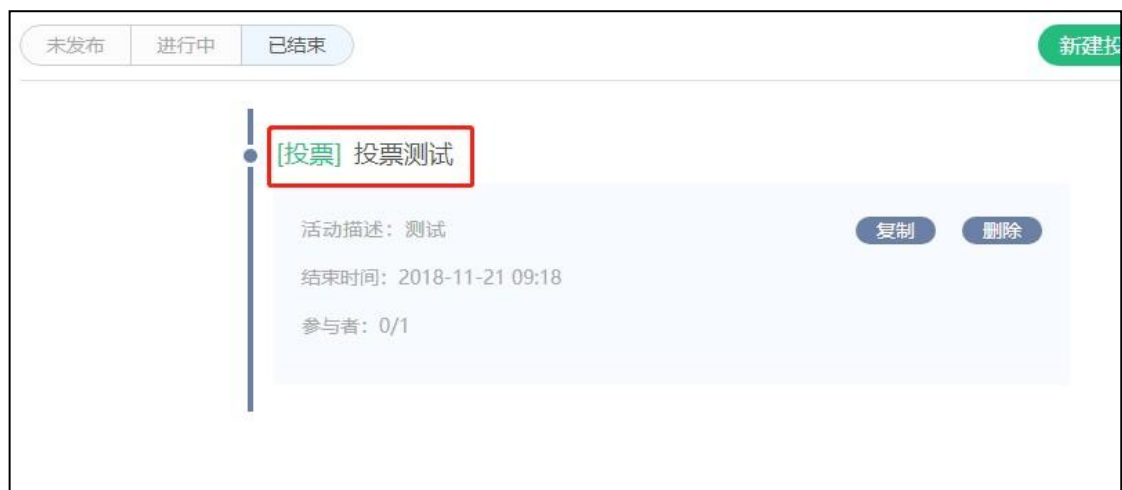 未发布 进行中 已结束 新建投
[投票] 投票测试
活动描述：测试 复制 删除
结束时间：2018-11-21 09:18
参与者：0/1